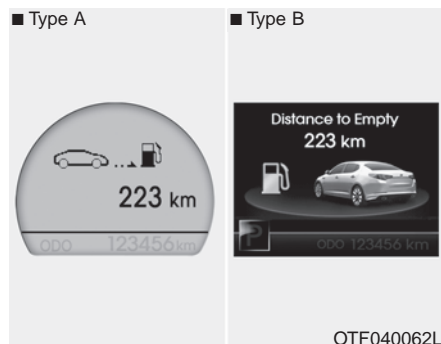 ■ Type A
■ Type B
223 km
ODO 123456 km
Distance to Empty
223 km
P
ODO 123456 km
OTF040062L